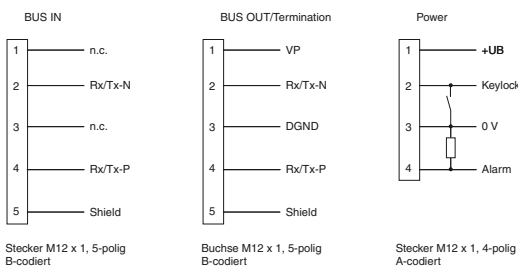 BUS IN
1 n.c.
2 Rx/Tx-N
3 n.c.
4 Rx/Tx-P
5 Shield
Stecker M12 x 1, 5-polig
B-codiert
BUS OUT/Termination
1 VP
2 Rx/Tx-N
3 DGND
4 Rx/Tx-P
5 Shield
Buchse M12 x 1, 5-polig
B-codiert
Power
1 +UB
2 Keylock
3 0 V
4 Alarm
Stecker M12 x 1, 4-polig
A-codiert